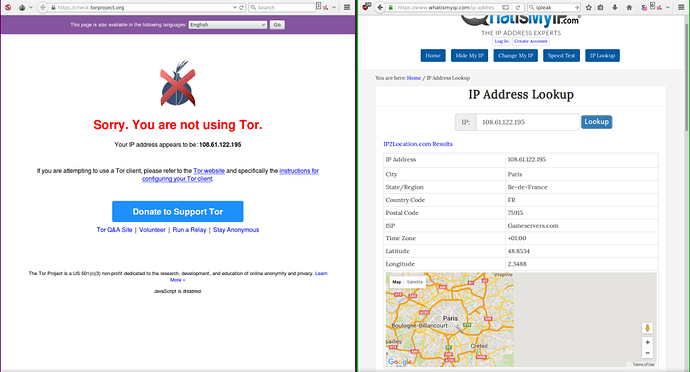 https://check.torproject.org
Search
This page is also available in the following languages:
English
Go
Sorry. You are not using Tor.
Your IP address appears to be: 108.61.122.195
If you are attempting to use a Tor client, please refer to the Tor website and specifically the instructions for
configuring your Tor client.
Donate to Support Tor
Tor Q&A Site | Volunteer | Run a Relay | Stay Anonymous
The Tor Project is a US 501(c)(3) non-profit dedicated to the research, development, and education of online anonymity and privacy. Learn
More »
JavaScript is disabled.
https://www.whatismyip.com/ip-addres
ipleak
WhatIsMyIP.com
THE IP ADDRESS EXPERTS
Log In | Create Account
Home
Hide My IP
Change My IP
Speed Test
IP Lookup
You are here: Home / IP Address Lookup
IP Address Lookup
IP:
108.61.122.195
Lookup
IP2Location.com Results
IP Address 108.61.122.195
City Paris
State/Region Ile-de-France
Country Code FR
Postal Code 75915
ISP Gameservers.com
Time Zone +01:00
Latitude 48.8534
Longitude 2.3488
Map
Satellite
Villepinte
Paris
Boulogne-Billancourt
Versailles
Créteil
Google
Terms of Use